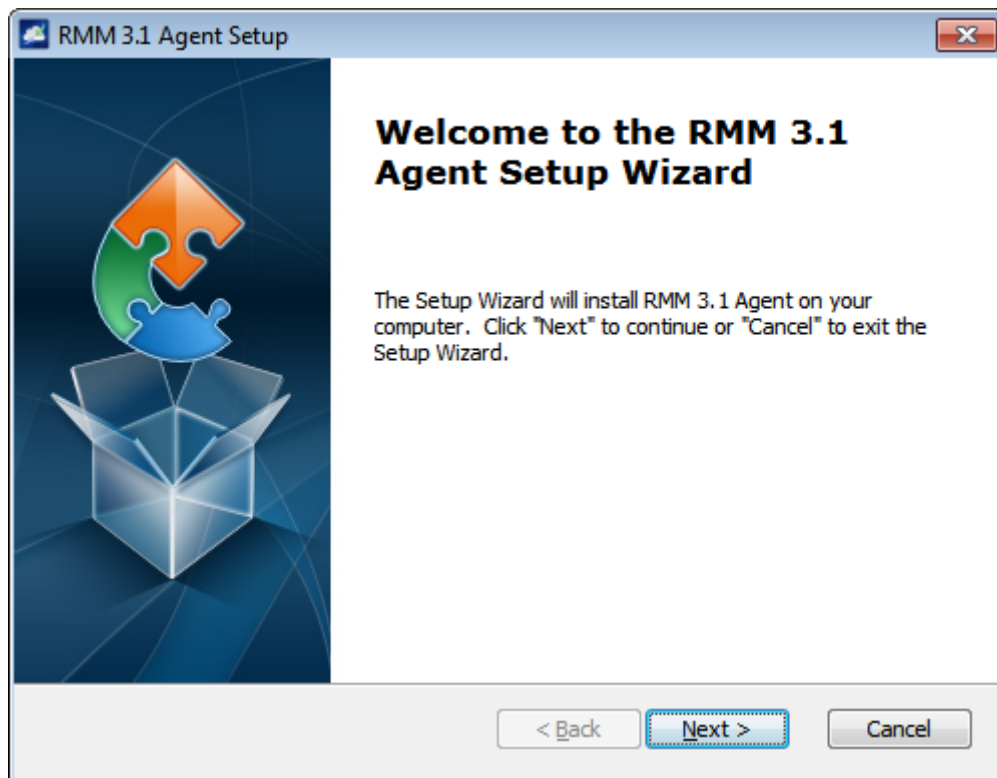 RMM 3.1 Agent Setup
Welcome to the RMM 3.1
Agent Setup Wizard
The Setup Wizard will install RMM 3.1 Agent on your
computer.  Click "Next" to continue or "Cancel" to exit the
Setup Wizard.
< Back  Next >  Cancel